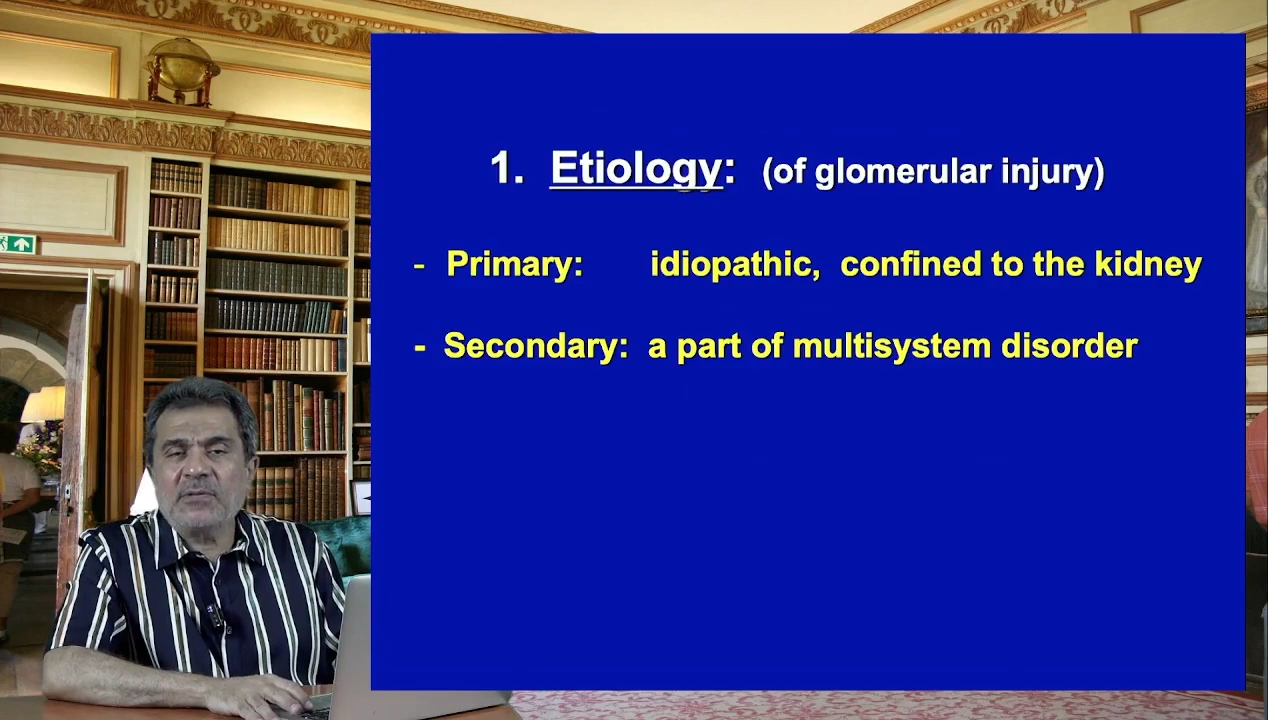 1. Etiology: (of glomerular injury)
- Primary: idiopathic, confined to the kidney
- Secondary: a part of multisystem disorder